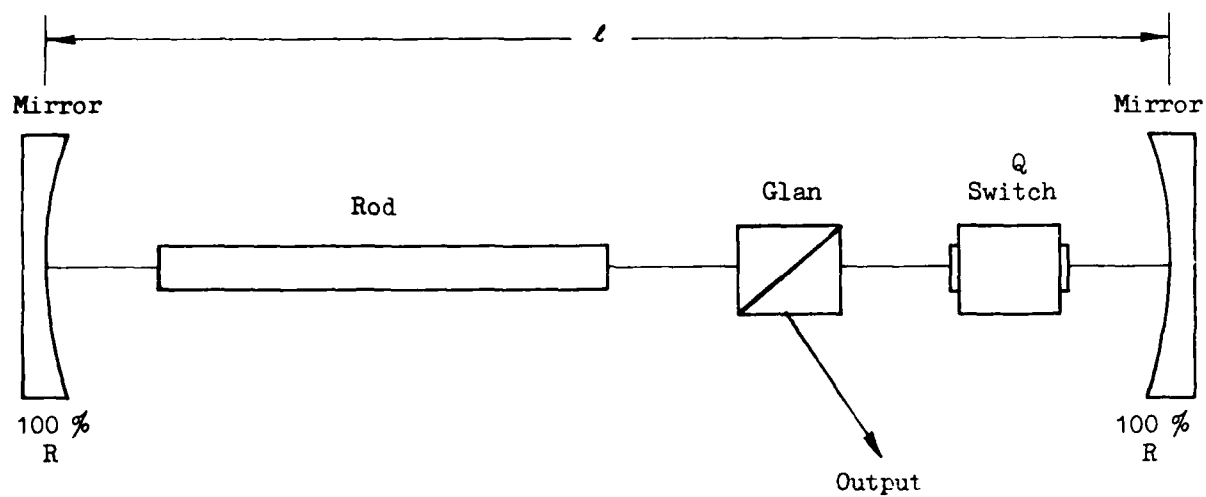 ℓ
Mirror
Mirror
Rod
Glan
Q
Switch
100 %
R
100 %
R
Output